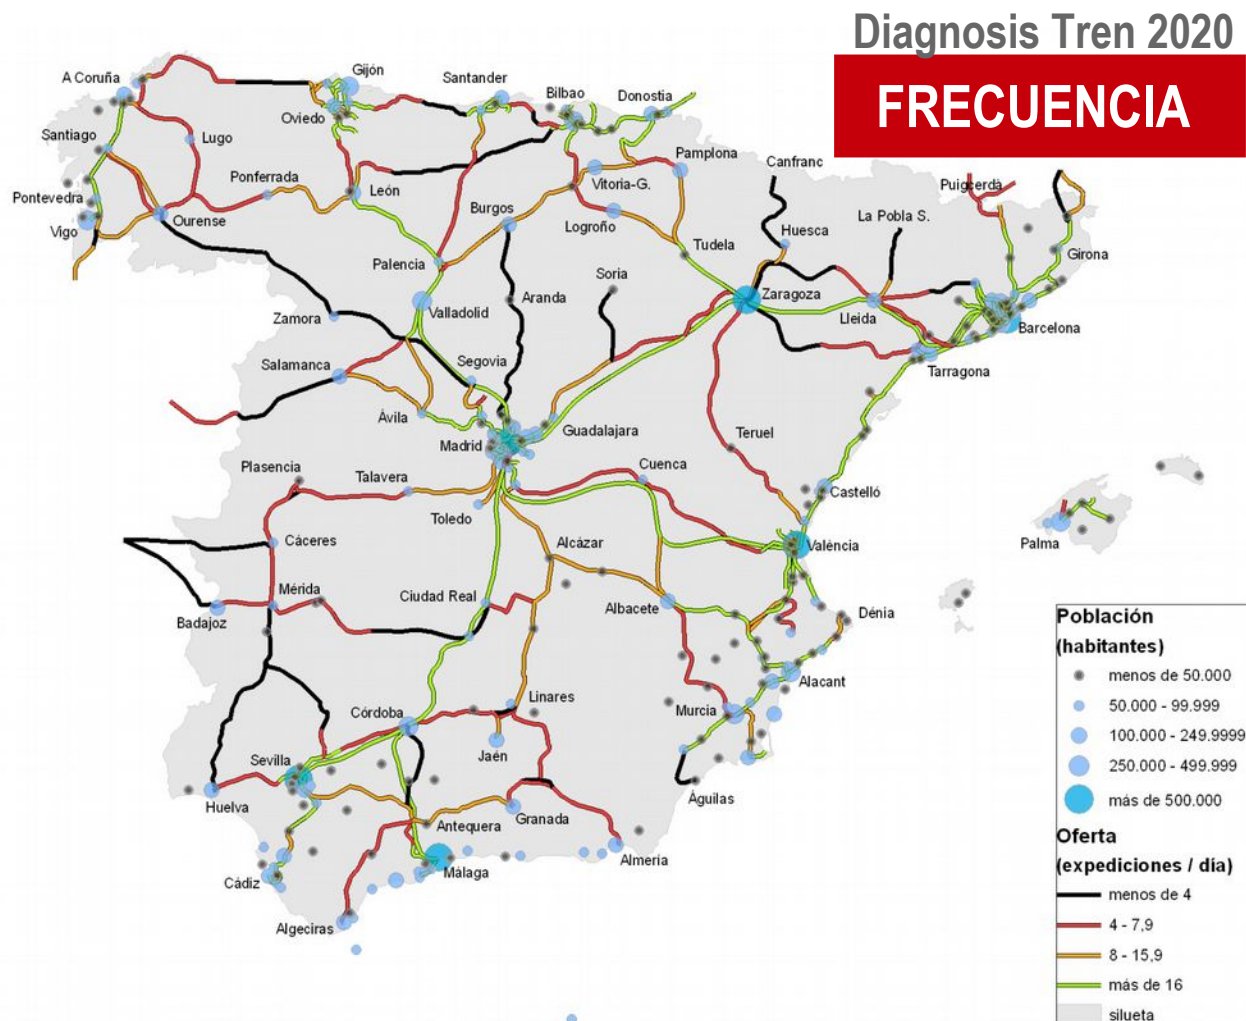 Diagnosis Tren 2020
FRECUENCIA
A Coruña
Gijón
Santander
Bilbao
Donostia
Oviedo
Santiago
Lugo
Pamplona
Canfranc
Ponferrada
León
Vitoria-G.
Puigcerdà
Pontevedra
Ourense
Burgos
Logroño
La Pobla S.
Vigo
Huesca
Tudela
Girona
Palencia
Soria
Aranda
Zaragoza
Zamora
Valladolid
Lleida
Barcelona
Salamanca
Segovia
Tarragona
Ávila
Madrid
Guadalajara
Teruel
Plasencia
Talavera
Cuenca
Castelló
Toledo
Cáceres
Alcázar
València
Palma
Mérida
Ciudad Real
Albacete
Dénia
Badajoz
Alacant
Linares
Córdoba
Murcia
Jaén
Sevilla
Águilas
Huelva
Granada
Antequera
Almería
Málaga
Cádiz
Algeciras
Población
(habitantes)
menos de 50.000
50.000 - 99.999
100.000 - 249.9999
250.000 - 499.999
más de 500.000
Oferta
(expediciones / día)
menos de 4
4 - 7,9
8 - 15,9
más de 16
silueta